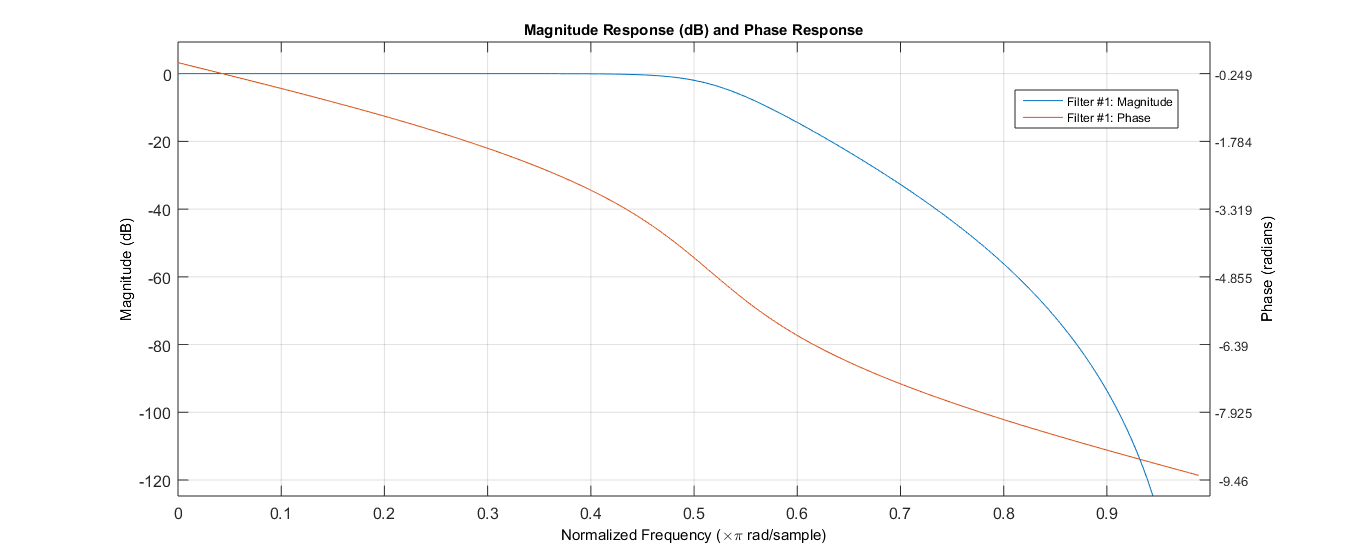 Magnitude Response (dB) and Phase Response
Filter #1: Magnitude
Filter #1: Phase
Magnitude (dB)
0
-20
-40
-60
-80
-100
-120
Phase (radians)
-0.249
-1.784
-3.319
-4.855
-6.39
-7.925
-9.46
0 0.1 0.2 0.3 0.4 0.5 0.6 0.7 0.8 0.9
Normalized Frequency (×π rad/sample)